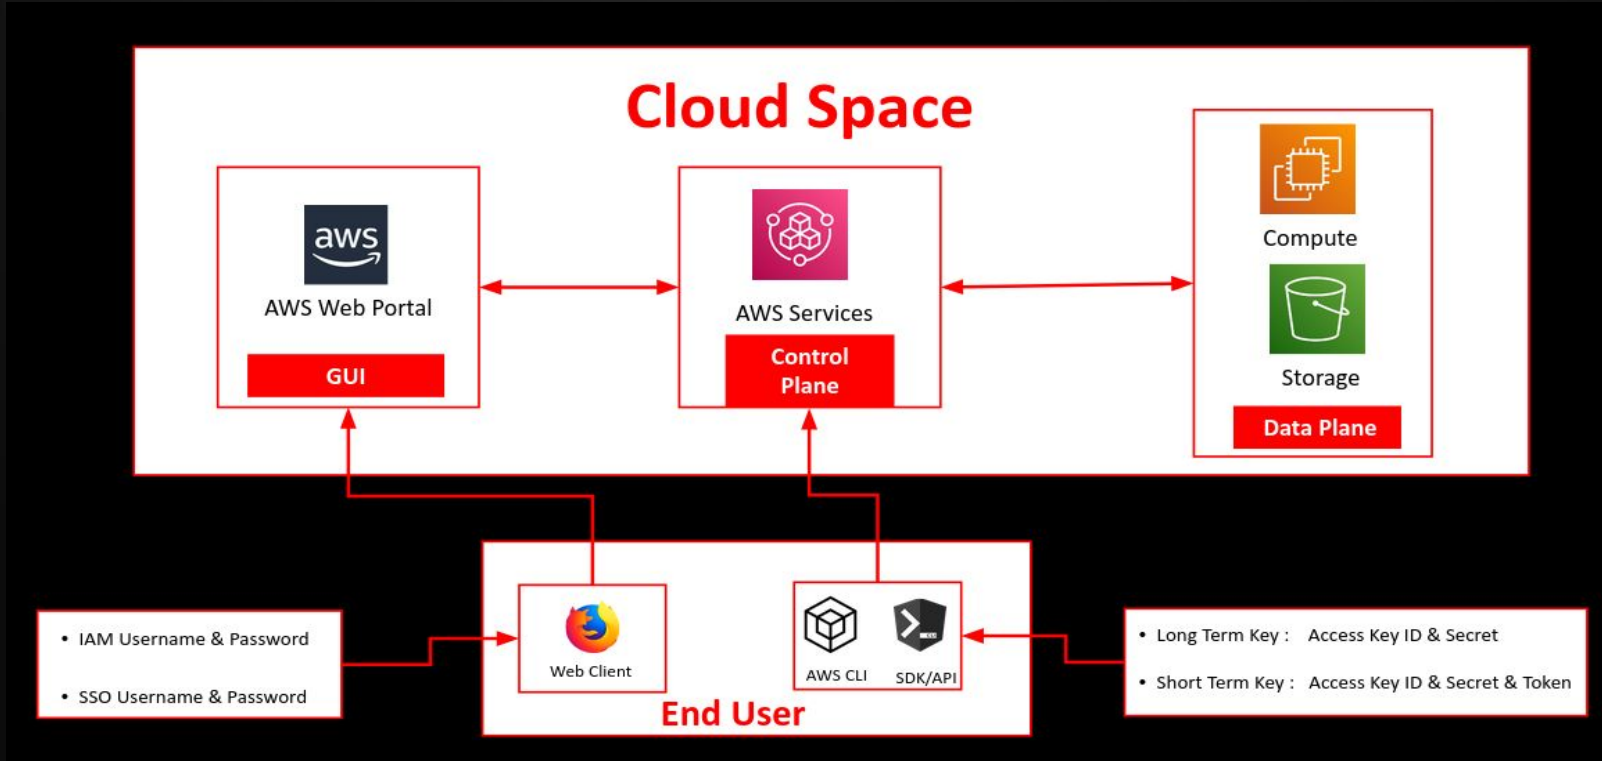 Cloud Space
aws
AWS Web Portal
GUI
AWS Services
Control
Plane
Compute
Storage
Data Plane
• IAM Username & Password
• SSO Username & Password
Web Client
AWS CLI
SDK/API
End User
• Long Term Key : Access Key ID & Secret
• Short Term Key : Access Key ID & Secret & Token